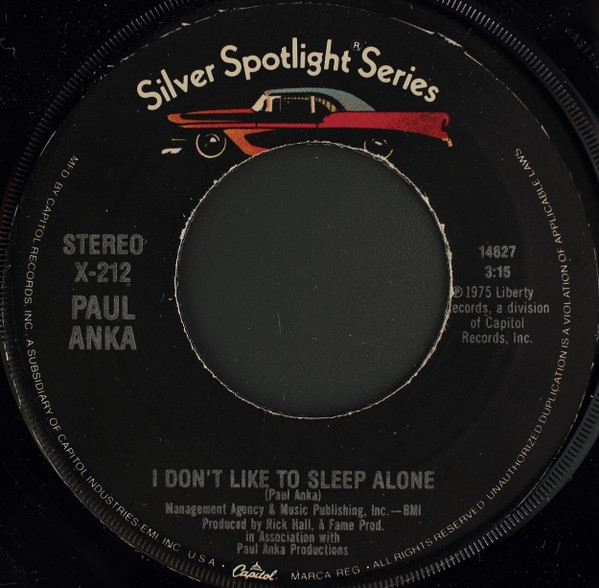 Silver Spotlight® Series
STEREO
X-212
PAUL
ANKA
14627
3:15
℗ 1975 Liberty
Records, a division
of Capitol
Records, Inc.
I DON'T LIKE TO SLEEP ALONE
(Paul Anka)
Management Agency & Music Publishing, Inc.—BMI
Produced by Rick Hall, A Fame Prod.
In Association with
Paul Anka Productions
MFD BY CAPITOL RECORDS, INC. A SUBSIDIARY OF CAPITOL INDUSTRIES-EMI, INC. U.S.A. • Capitol. MARCA REG. • ALL RIGHTS RESERVED. UNAUTHORIZED DUPLICATION IS A VIOLATION OF APPLICABLE LAWS